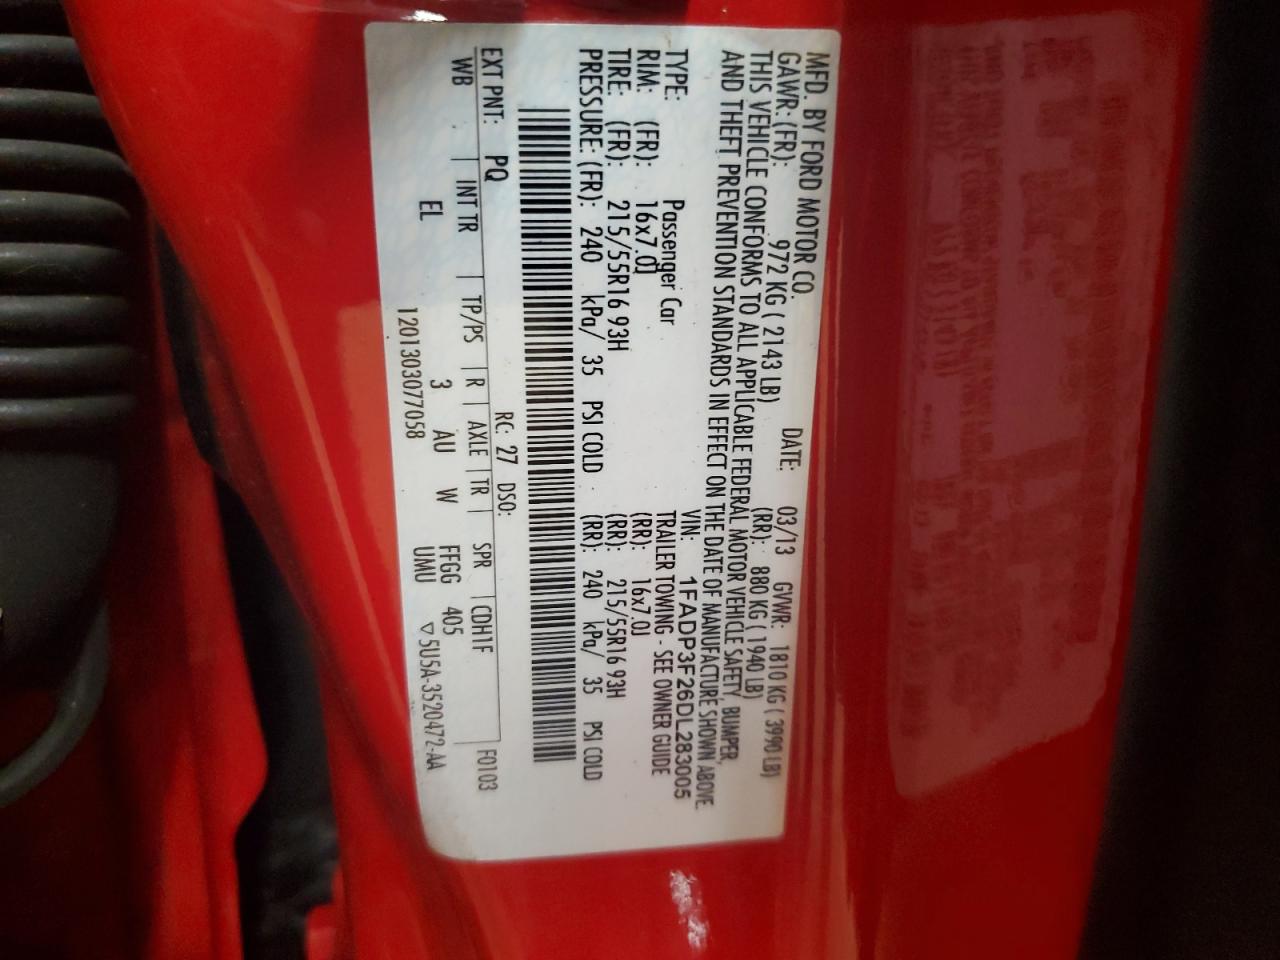 MFD. BY FORD MOTOR CO.
DATE: 03/13 GVWR: 1810 KG ( 3990 LB)
GAWR: (FR): 972 KG ( 2143 LB) (RR): 880 KG ( 1940 LB)
THIS VEHICLE CONFORMS TO ALL APPLICABLE FEDERAL MOTOR VEHICLE SAFETY, BUMPER,
AND THEFT PREVENTION STANDARDS IN EFFECT ON THE DATE OF MANUFACTURE SHOWN ABOVE.
VIN: 1FADP3F26DL283005
TYPE: Passenger Car TRAILER TOWING - SEE OWNER GUIDE
RIM: (FR): 16x7.0J (RR): 16x7.0J
TIRE: (FR): 215/55R16 93H (RR): 215/55R16 93H
PRESSURE: (FR): 240 kPa/ 35 PSI COLD (RR): 240 kPa/ 35 PSI COLD
EXT PNT: PQ RC: 27 DSO: F0103
WB INT TR TP/PS R AXLE TR SPR CDH1F
EL 3 AU W FFGG 405
1201303077058 UMU ▽5U5A-3520472-AA